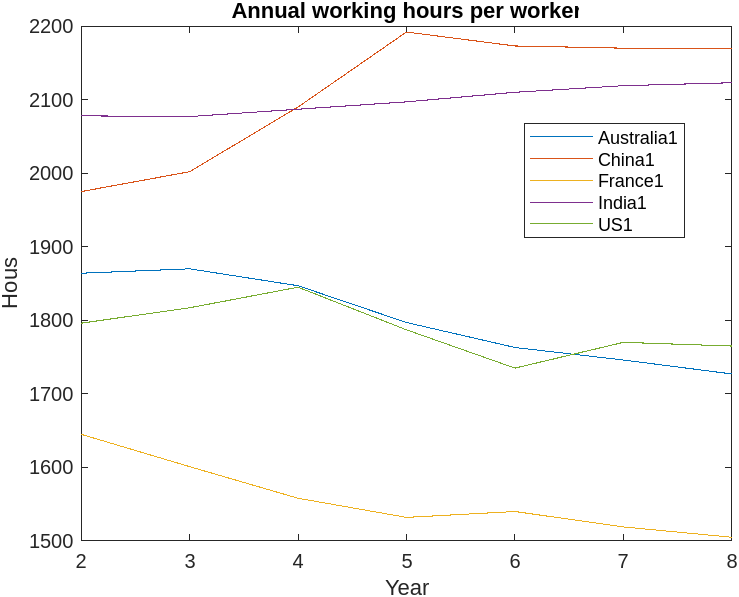 Annual working hours per worker
2200
2100
2000
1900
1800
1700
1600
1500
Hous
Australia1
China1
France1
India1
US1
2 3 4 5 6 7 8
Year